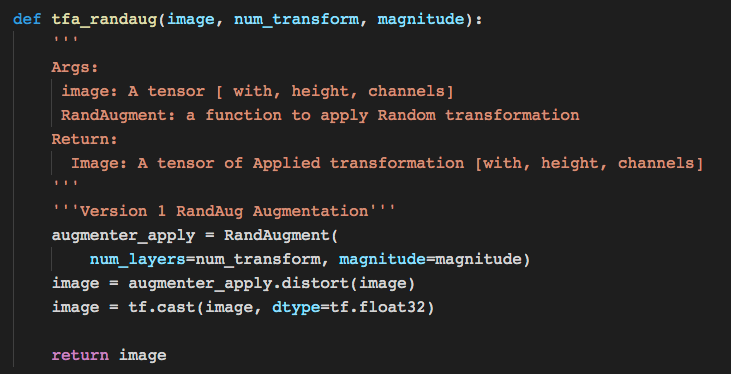 def tfa_randaug(image, num_transform, magnitude):
'''
Args:
image: A tensor [ with, height, channels]
RandAugment: a function to apply Random transformation
Return:
Image: A tensor of Applied transformation [with, height, channels]
'''
'''Version 1 RandAug Augmentation'''
augmenter_apply = RandAugment(
num_layers=num_transform, magnitude=magnitude)
image = augmenter_apply.distort(image)
image = tf.cast(image, dtype=tf.float32)
return image